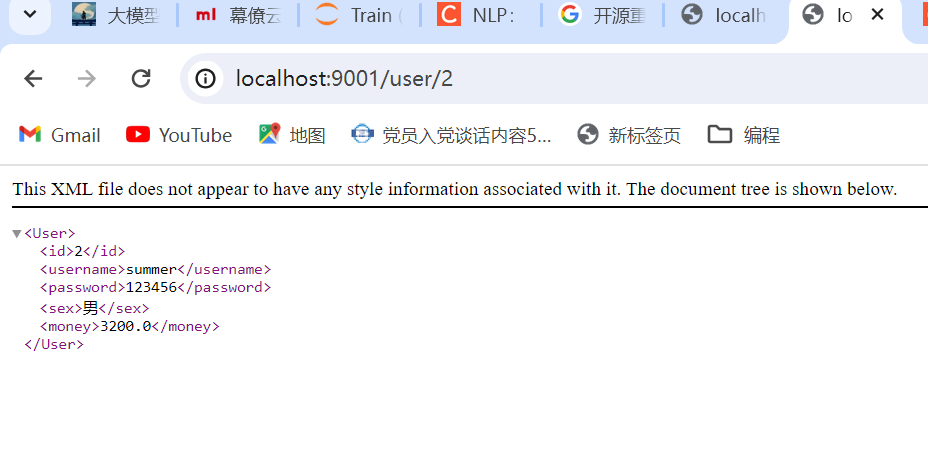 大模型 ml 幕僚云 Train ( C NLP: G 开源重 localh lo
localhost:9001/user/2
Gmail YouTube 地图 党员入党谈话内容5... 新标签页 编程
This XML file does not appear to have any style information associated with it. The document tree is shown below.
<User>
<id>2</id>
<username>summer</username>
<password>123456</password>
<sex>男</sex>
<money>3200.0</money>
</User>